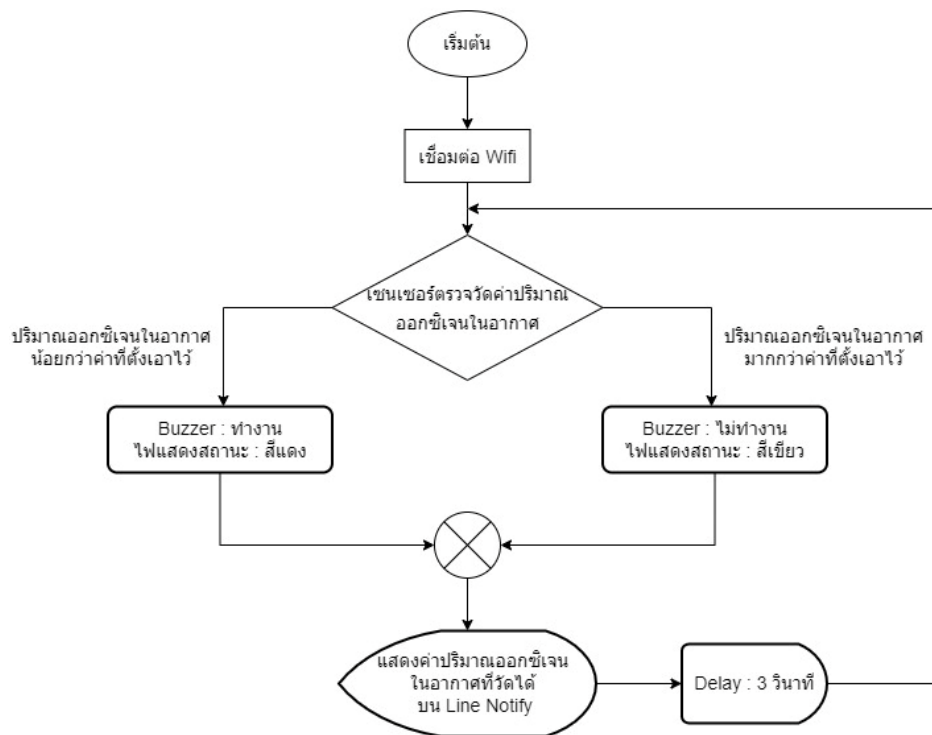 เริ่มต้น
เชื่อมต่อ Wifi
เซนเซอร์ตรวจวัดค่าปริมาณ
ออกซิเจนในอากาศ
ปริมาณออกซิเจนในอากาศ
น้อยกว่าค่าที่ตั้งเอาไว้
ปริมาณออกซิเจนในอากาศ
มากกว่าค่าที่ตั้งเอาไว้
Buzzer : ทำงาน
ไฟแสดงสถานะ : สีแดง
Buzzer : ไม่ทำงาน
ไฟแสดงสถานะ : สีเขียว
แสดงค่าปริมาณออกซิเจน
ในอากาศที่วัดได้
บน Line Notify
Delay : 3 วินาที